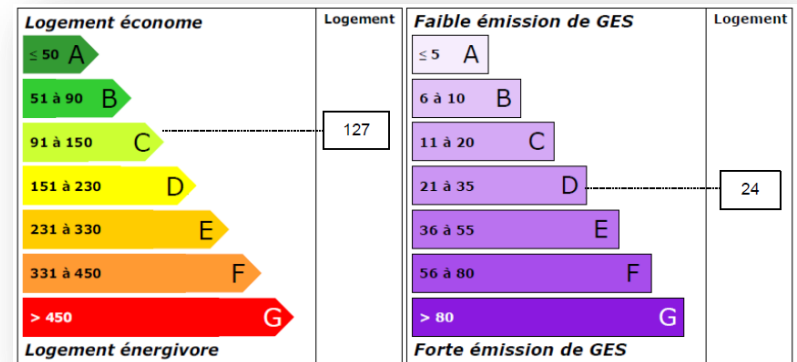 Logement économe
Logement
≤ 50 A
51 à 90 B
91 à 150 C
127
151 à 230 D
231 à 330 E
331 à 450 F
> 450 G
Logement énergivore
Faible émission de GES
Logement
≤ 5 A
6 à 10 B
11 à 20 C
21 à 35 D
24
36 à 55 E
56 à 80 F
> 80 G
Forte émission de GES